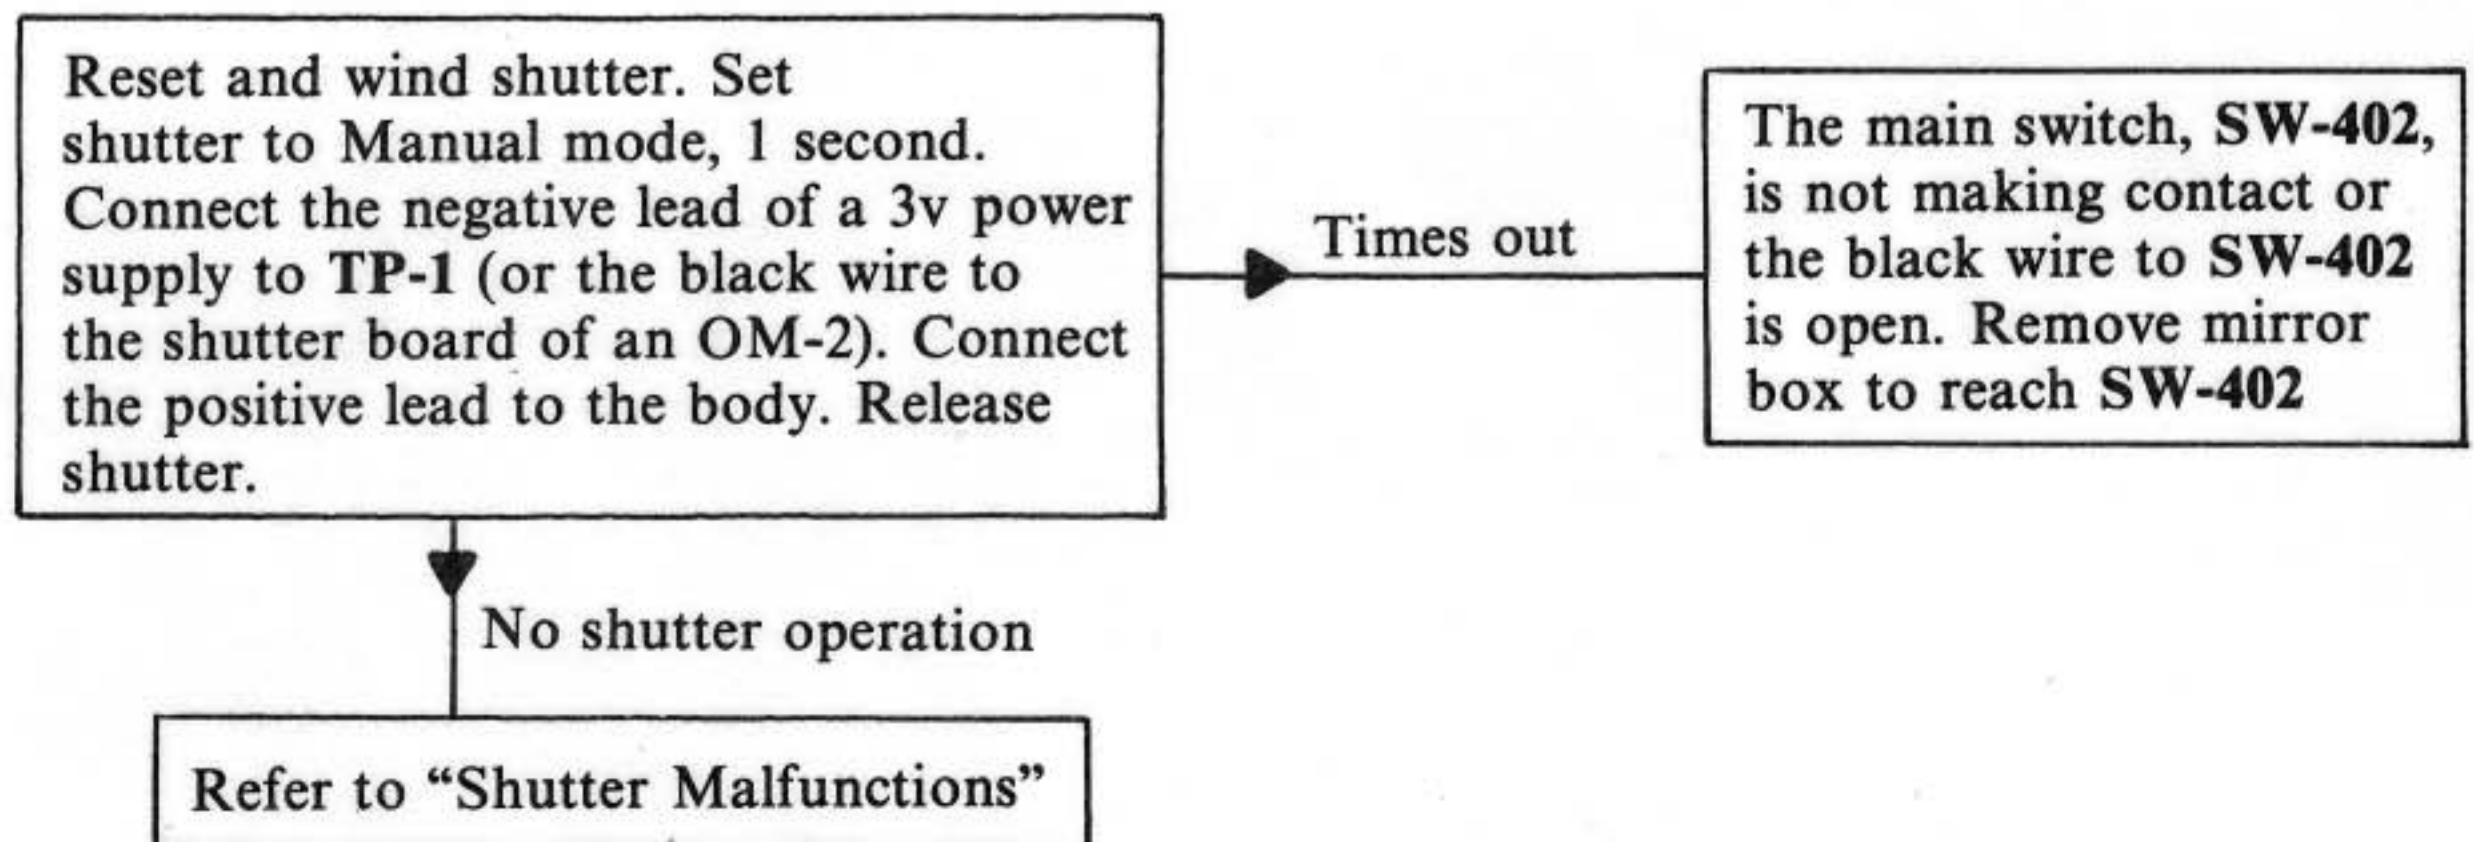 Reset and wind shutter. Set
shutter to Manual mode, 1 second.
Connect the negative lead of a 3v power
supply to TP-1 (or the black wire to
the shutter board of an OM-2). Connect
the positive lead to the body. Release
shutter.
Times out
The main switch, SW-402,
is not making contact or
the black wire to SW-402
is open. Remove mirror
box to reach SW-402
No shutter operation
Refer to “Shutter Malfunctions”